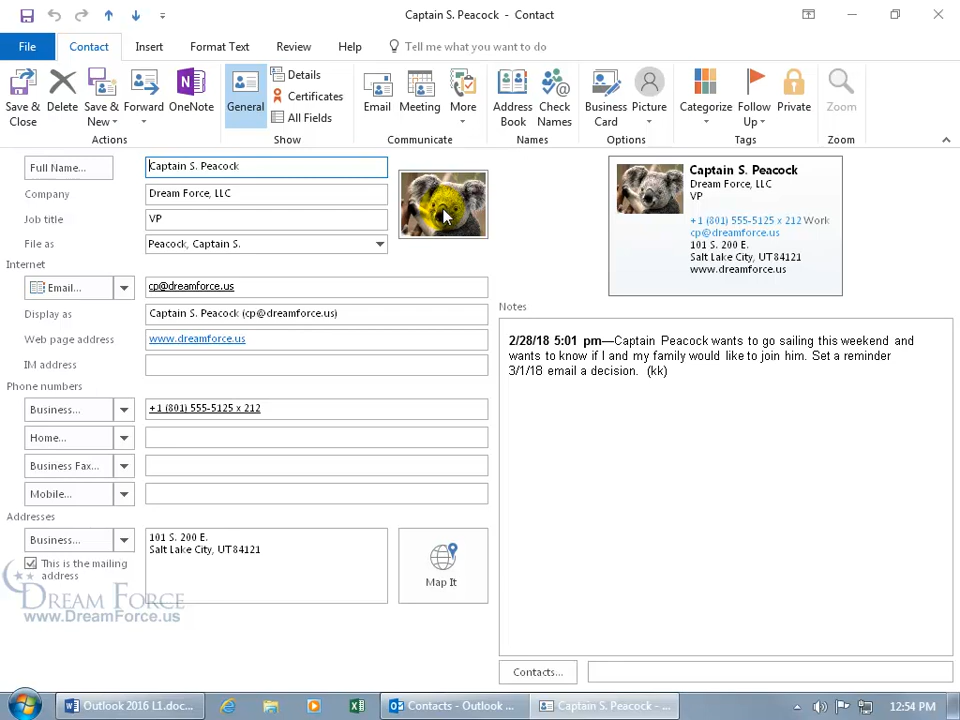 Captain S. Peacock - Contact
File Contact Insert Format Text Review Help Tell me what you want to do
Save & Close
Delete
Save & New
Forward
OneNote
Actions
General
Details
Certificates
All Fields
Show
Email
Meeting
More
Communicate
Address Book
Check Names
Names
Business Card
Picture
Options
Categorize
Follow Up
Private
Tags
Zoom
Zoom
Full Name... Captain S. Peacock
Company Dream Force, LLC
Job title VP
File as Peacock, Captain S.
Internet
Email... cp@dreamforce.us
Display as Captain S. Peacock (cp@dreamforce.us)
Web page address www.dreamforce.us
IM address
Phone numbers
Business... +1 (801) 555-5125 x 212
Home...
Business Fax...
Mobile...
Addresses
Business... 101 S. 200 E.
Salt Lake City, UT 84121
This is the mailing address
Map It
Dream Force
www.DreamForce.us
Captain S. Peacock
Dream Force, LLC
VP
+1 (801) 555-5125 x 212 Work
cp@dreamforce.us
101 S. 200 E.
Salt Lake City, UT 84121
www.dreamforce.us
Notes
2/28/18 5:01 pm—Captain Peacock wants to go sailing this weekend and
wants to know if I and my family would like to join him. Set a reminder
3/1/18 email a decision. (kk)
Contacts...
Outlook 2016 L1.doc... Contacts - Outlook ... Captain S. Peacock - ... 12:54 PM